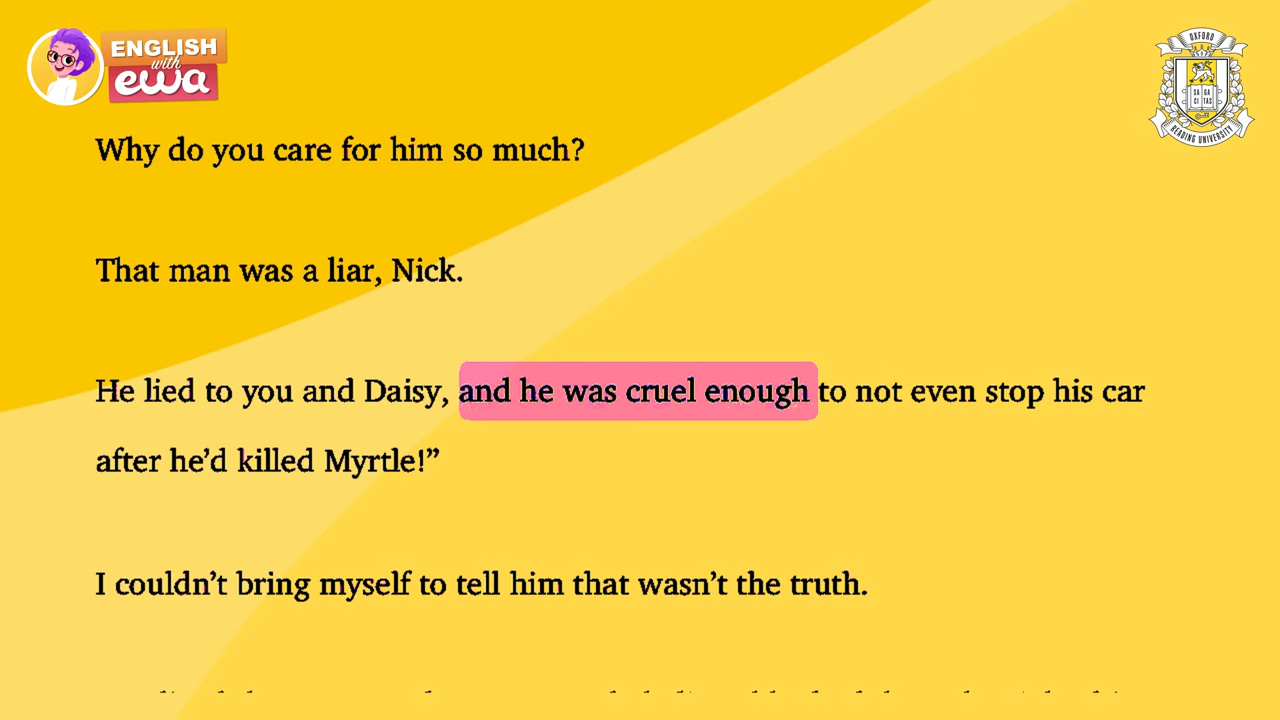 ENGLISH
with
ewa
OXFORD
SA GA
CI TAS
READING UNIVERSITY
Why do you care for him so much?
That man was a liar, Nick.
He lied to you and Daisy, and he was cruel enough to not even stop his car
after he’d killed Myrtle!”
I couldn’t bring myself to tell him that wasn’t the truth.